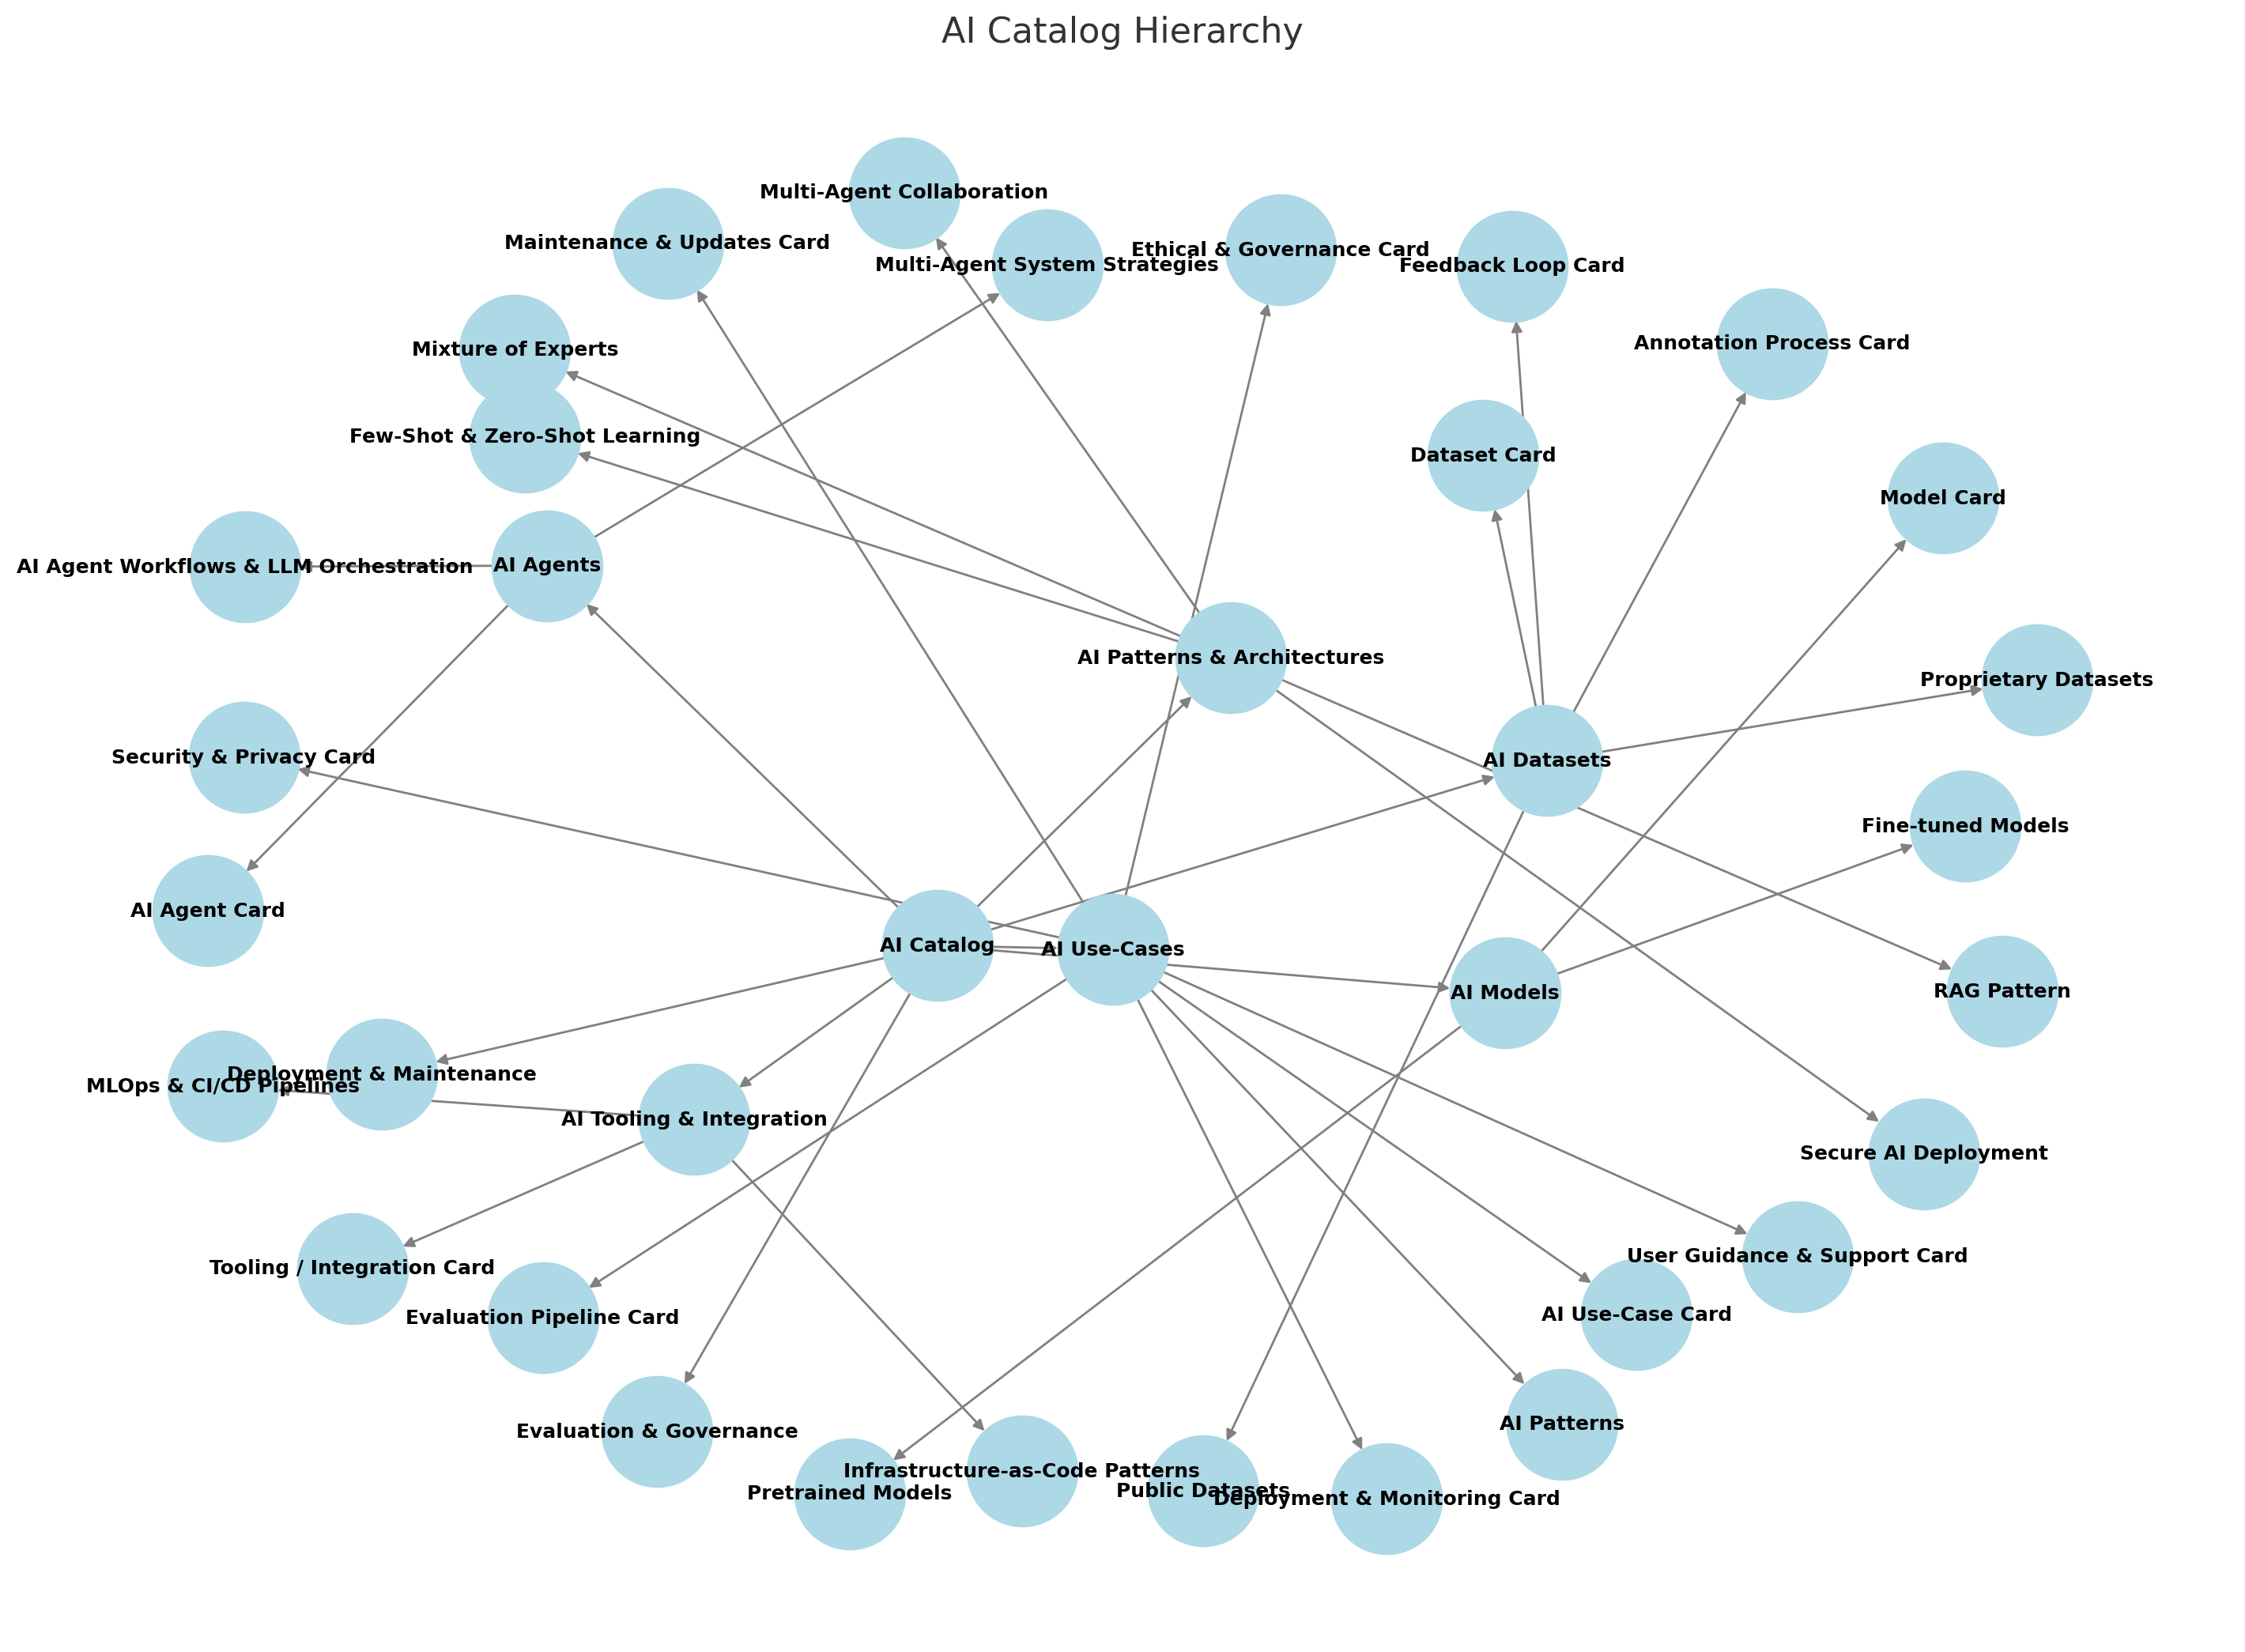 AI Catalog Hierarchy
Multi-Agent Collaboration
Maintenance & Updates Card
Ethical & Governance Card
Multi-Agent System Strategies
Feedback Loop Card
Annotation Process Card
Mixture of Experts
Few-Shot & Zero-Shot Learning
Dataset Card
Model Card
AI Agent Workflows & LLM Orchestration
AI Agents
AI Patterns & Architectures
Proprietary Datasets
Security & Privacy Card
AI Datasets
Fine-tuned Models
AI Agent Card
AI Catalog
AI Use-Cases
AI Models
RAG Pattern
Deployment & Maintenance
MLOps & CI/CD Pipelines
AI Tooling & Integration
Secure AI Deployment
User Guidance & Support Card
Tooling / Integration Card
Evaluation Pipeline Card
AI Use-Case Card
AI Patterns
Evaluation & Governance
Infrastructure-as-Code Patterns
Pretrained Models
Public Datasets
Deployment & Monitoring Card